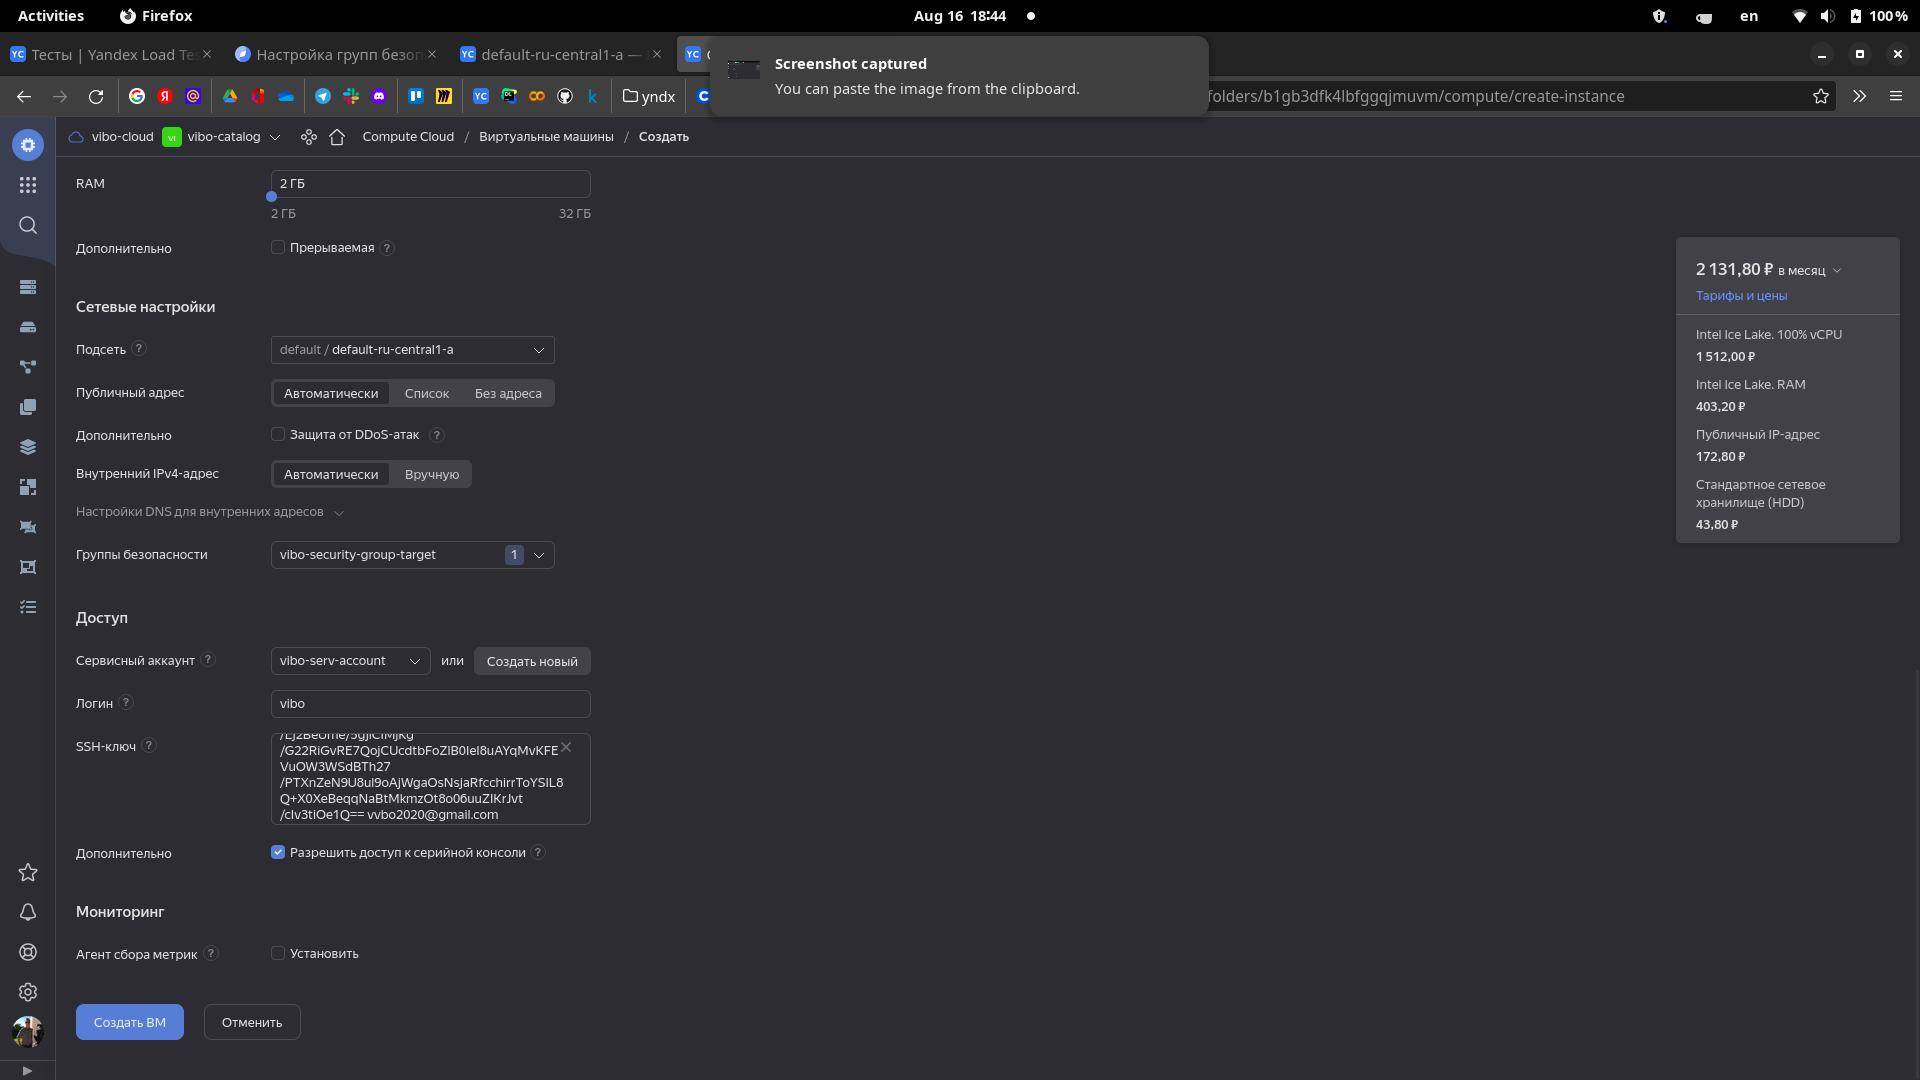 Activities
Firefox
Aug 16 18:44
en
100 %
Тесты | Yandex Load Tes
Настройка групп безоп
default-ru-central1-a —
Screenshot captured
You can paste the image from the clipboard.
yndx
folders/b1gb3dfk4lbfggqjmuvm/compute/create-instance
vibo-cloud
VI
vibo-catalog
Compute Cloud
/
Виртуальные машины
/
Создать
RAM
2 ГБ
2 ГБ
32 ГБ
Дополнительно
Прерываемая
Сетевые настройки
Подсеть
default / default-ru-central1-a
Публичный адрес
Автоматически
Список
Без адреса
Дополнительно
Защита от DDoS-атак
Внутренний IPv4-адрес
Автоматически
Вручную
Настройки DNS для внутренних адресов
Группы безопасности
vibo-security-group-target
1
Доступ
Сервисный аккаунт
vibo-serv-account
или
Создать новый
Логин
vibo
SSH-ключ
VuOW3WSdBTh27
vvbo2020@gmail.com
Дополнительно
Разрешить доступ к серийной консоли
Мониторинг
Агент сбора метрик
Установить
Создать ВМ
Отменить
2 131,80 ₽ в месяц
Тарифы и цены
Intel Ice Lake. 100% vCPU
1 512,00 ₽
Intel Ice Lake. RAM
403,20 ₽
Публичный IP-адрес
172,80 ₽
Стандартное сетевое
хранилище (HDD)
43,80 ₽